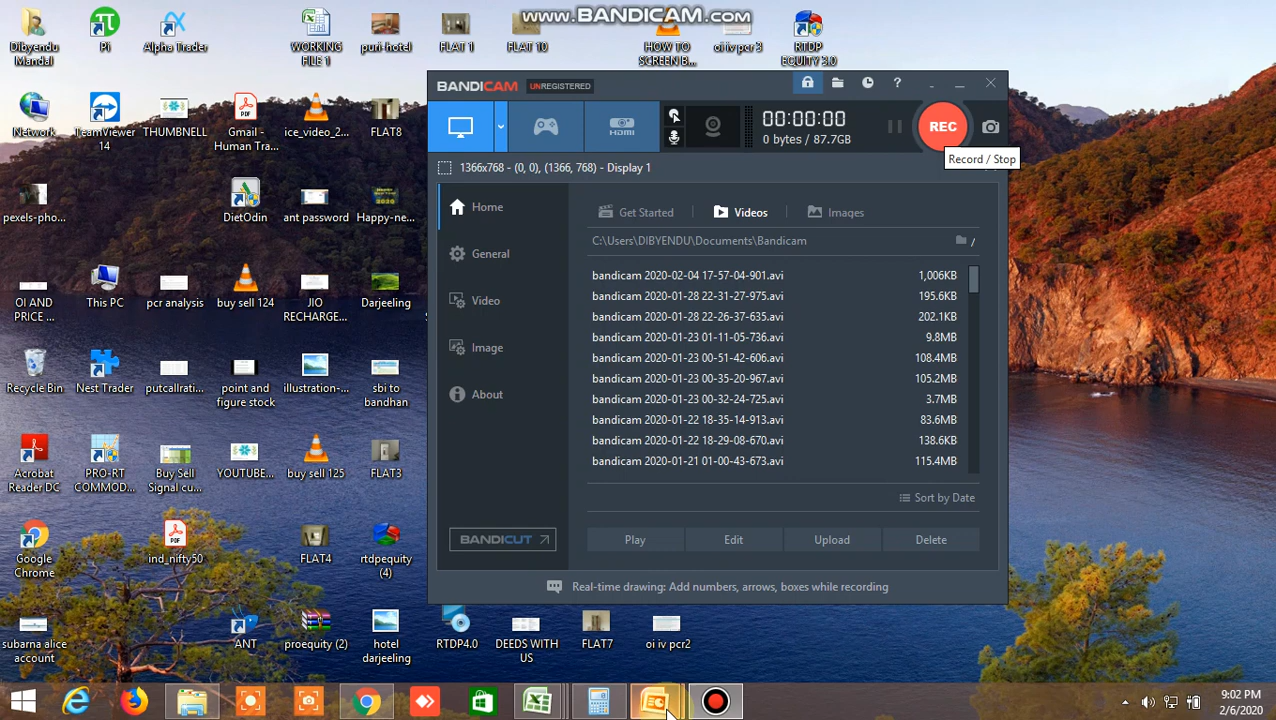 www.BANDICAM.com
Dibyendu Mandal
Pi
Alpha Trader
WORKING FILE 1
puri-hotel
FLAT 1
FLAT 10
HOW TO SCREEN B...
oi iv pcr 3
RTDP EQUITY 3.0
BANDICAM UNREGISTERED
HDMI
00:00:00
0 bytes / 87.7GB
REC
Record / Stop
1366x768 - (0, 0), (1366, 768) - Display 1
Home
General
Video
Image
About
BANDICUT
Get Started
Videos
Images
C:\Users\DIBYENDU\Documents\Bandicam
bandicam 2020-02-04 17-57-04-901.avi 1,006KB
bandicam 2020-01-28 22-31-27-975.avi 195.6KB
bandicam 2020-01-28 22-26-37-635.avi 202.1KB
bandicam 2020-01-23 01-11-05-736.avi 9.8MB
bandicam 2020-01-23 00-51-42-606.avi 108.4MB
bandicam 2020-01-23 00-35-20-967.avi 105.2MB
bandicam 2020-01-23 00-32-24-725.avi 3.7MB
bandicam 2020-01-22 18-35-14-913.avi 83.6MB
bandicam 2020-01-22 18-29-08-670.avi 138.6KB
bandicam 2020-01-21 01-00-43-673.avi 115.4MB
Sort by Date
Play
Edit
Upload
Delete
Real-time drawing: Add numbers, arrows, boxes while recording
Network
TeamViewer 14
THUMBNELL
Gmail - Human Tra...
ice_video_2...
FLAT8
pexels-pho...
DietOdin
ant password
Happy-ne...
OI AND PRICE ...
This PC
pcr analysis
buy sell 124
JIO RECHARGE...
Darjeeling
Recycle Bin
Nest Trader
putcallrati...
point and figure stock
illustration-...
sbi to bandhan
Acrobat Reader DC
PRO-RT COMMOD...
Buy Sell Signal cu...
YOUTUBE...
buy sell 125
FLAT3
Google Chrome
ind_nifty50
FLAT4
rtdpequity (4)
subarna alice account
ANT
proequity (2)
hotel darjeeling
RTDP4.0
DEEDS WITH US
FLAT7
oi iv pcr2
9:02 PM
2/6/2020